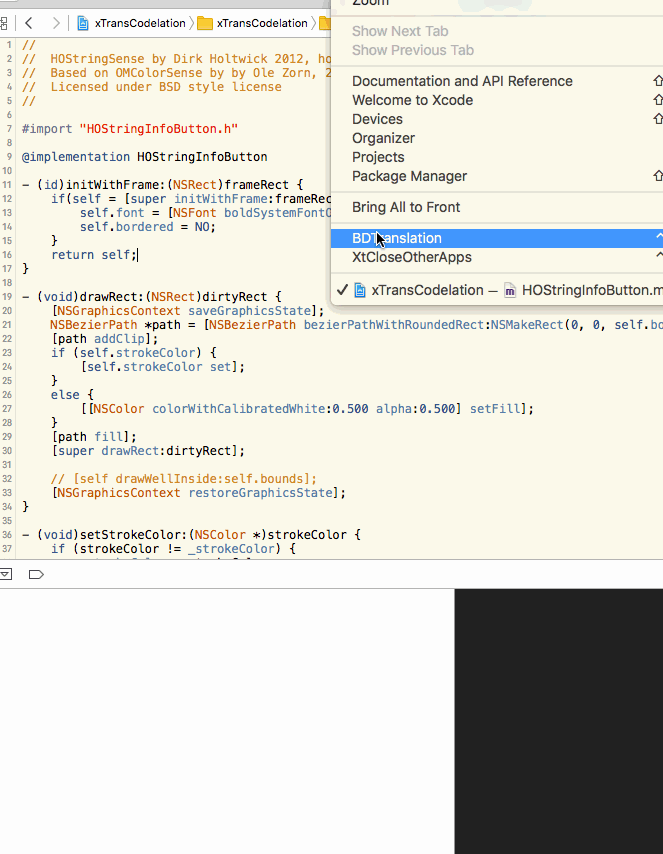 xTransCodelation
xTransCodelation
Zoom
Show Next Tab
Show Previous Tab
Documentation and API Reference
Welcome to Xcode
Devices
Organizer
Projects
Package Manager
Bring All to Front
BDTranslation
XtCloseOtherApps
✓ xTransCodelation — m HOStringInfoButton.m
1 //
2 //  HOStringSense by Dirk Holtwick 2012, ho
3 //  Based on OMColorSense by by Ole Zorn, 2
4 //  Licensed under BSD style license
5 //
6
7 #import "HOStringInfoButton.h"
8
9 @implementation HOStringInfoButton
10
11 - (id)initWithFrame:(NSRect)frameRect {
12     if(self = [super initWithFrame:frameRec
13         self.font = [NSFont boldSystemFontO
14         self.bordered = NO;
15     }
16     return self;
17 }
18
19 - (void)drawRect:(NSRect)dirtyRect {
20     [NSGraphicsContext saveGraphicsState];
21     NSBezierPath *path = [NSBezierPath bezierPathWithRoundedRect:NSMakeRect(0, 0, self.bo
22     [path addClip];
23     if (self.strokeColor) {
24         [self.strokeColor set];
25     }
26     else {
27         [[NSColor colorWithCalibratedWhite:0.500 alpha:0.500] setFill];
28     }
29     [path fill];
30     [super drawRect:dirtyRect];
31
32     // [self drawWellInside:self.bounds];
33     [NSGraphicsContext restoreGraphicsState];
34 }
35
36 - (void)setStrokeColor:(NSColor *)strokeColor {
37     if (strokeColor != _strokeColor) {